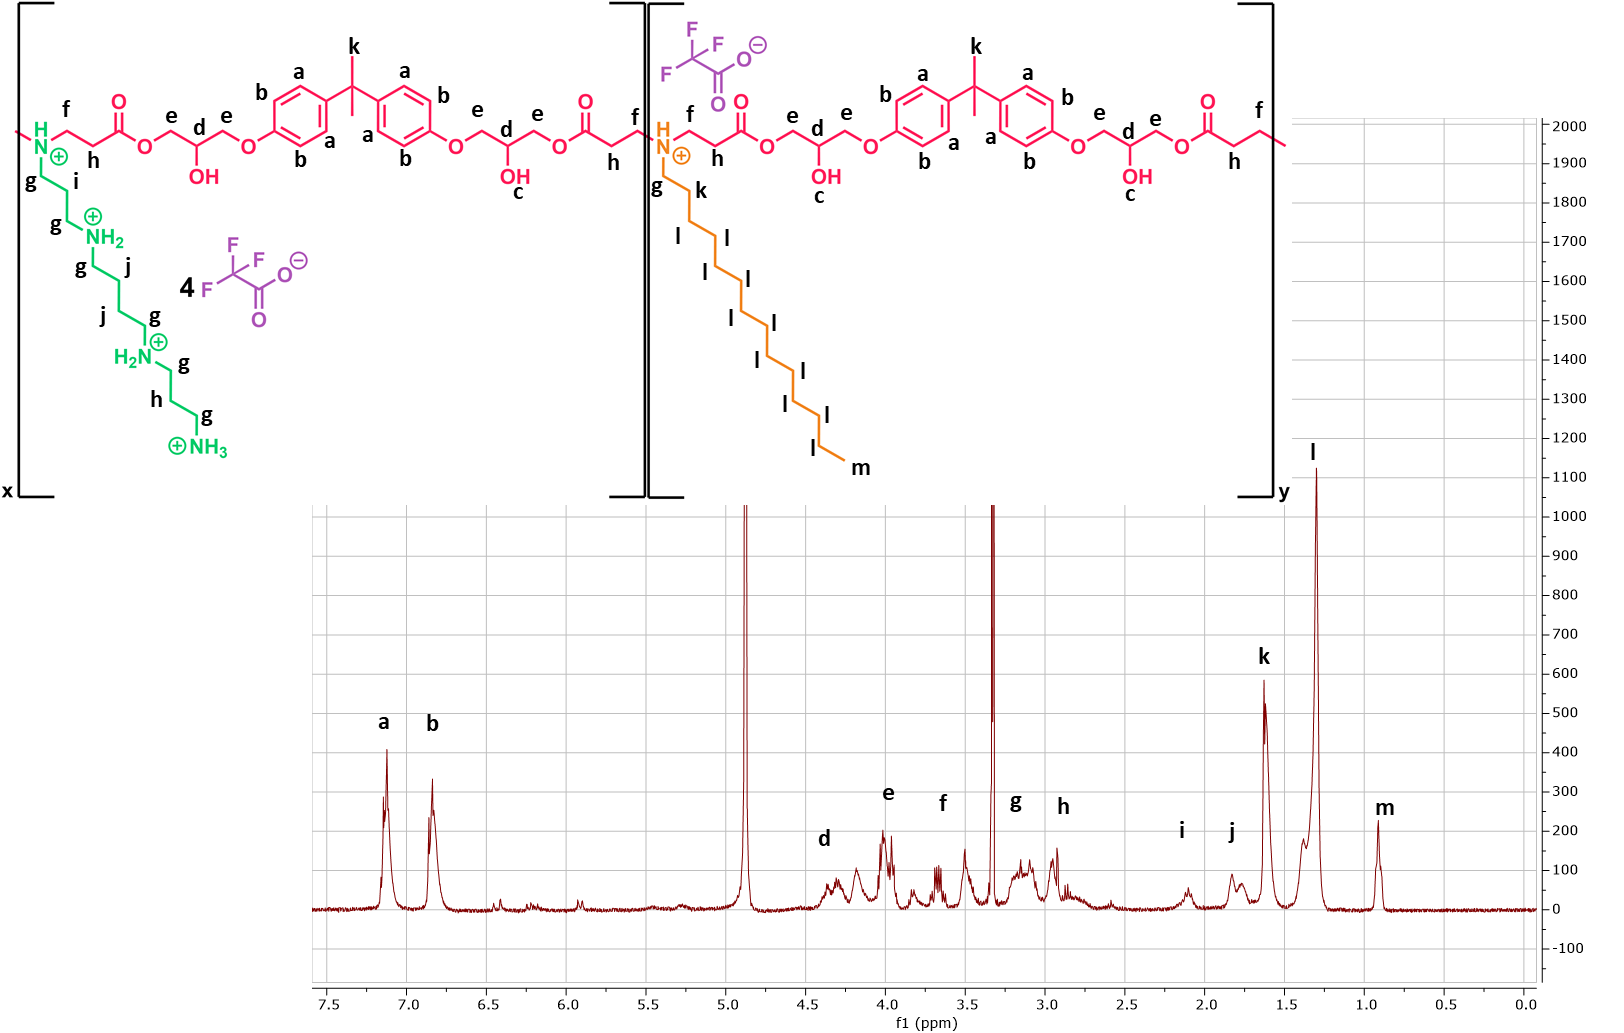 k
k
a a a a
b b b b
F F F O ⊖ O
f O e d e O e d e O f f O e d e O e d e O f
HN ⊕ h O OH O a b a b O OH c O h HN ⊕ h O OH c O a b a b O OH c O h
g i g k
g ⊕ NH2 l l
g j F F F O ⊖ O l l
4
j g l l
H2N ⊕ g l l
h g l l
⊕ NH3 l m
x y
2000
1900
1800
1700
1600
1500
1400
1300
1200
1100
1000
900
800
700
600
500
400
300
200
100
0
-100
a b d e f g h i j k l m
7.5 7.0 6.5 6.0 5.5 5.0 4.5 4.0 3.5 3.0 2.5 2.0 1.5 1.0 0.5 0.0
f1 (ppm)